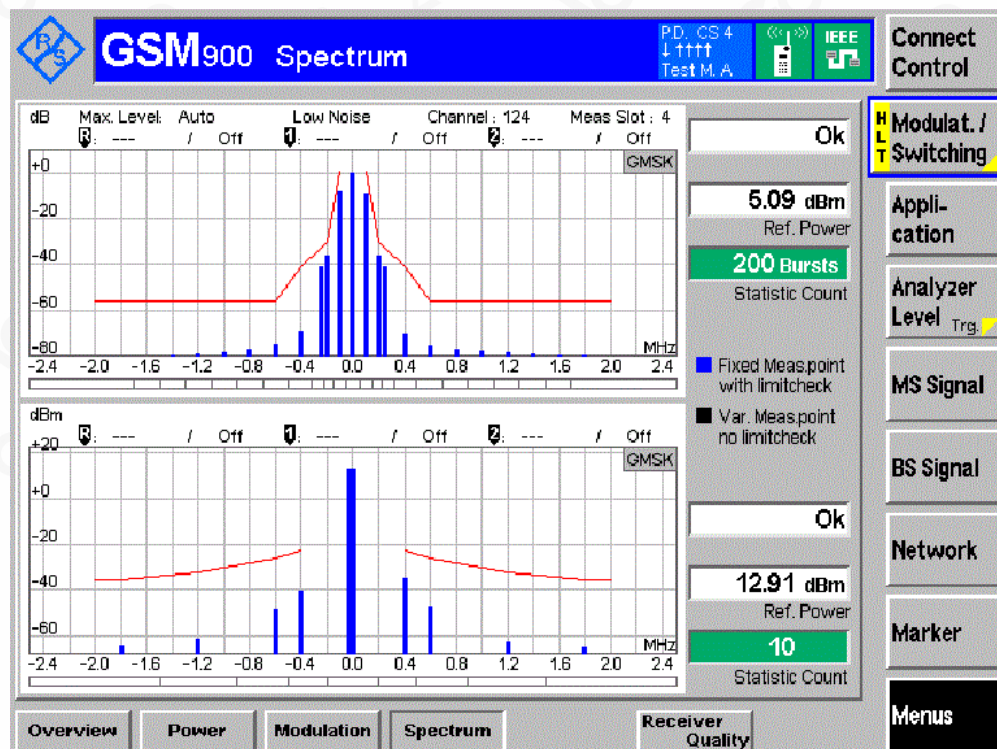 R/S
GSM900 Spectrum
P.D. CS 4
↓ ↑↑↑↑
Test M. A
IEEE
Connect
Control
dB Max. Level: Auto Low Noise Channel : 124 Meas Slot : 4
R: --- / Off 1: --- / Off 2: --- / Off
GMSK
+0
-20
-40
-60
-80
MHz
-2.4 -2.0 -1.6 -1.2 -0.8 -0.4 0.0 0.4 0.8 1.2 1.6 2.0 2.4
Ok
5.09 dBm
Ref. Power
200 Bursts
Statistic Count
Fixed Meas.point
with limitcheck
Var. Meas.point
no limitcheck
dBm
R: --- / Off 1: --- / Off 2: --- / Off
GMSK
+20
+0
-20
-40
-60
MHz
-2.4 -2.0 -1.6 -1.2 -0.8 -0.4 0.0 0.4 0.8 1.2 1.6 2.0 2.4
Ok
12.91 dBm
Ref. Power
10
Statistic Count
HLT
Modulat. /
Switching
Appli-
cation
Analyzer
Level Trg.
MS Signal
BS Signal
Network
Marker
Menus
Overview
Power
Modulation
Spectrum
Receiver
Quality